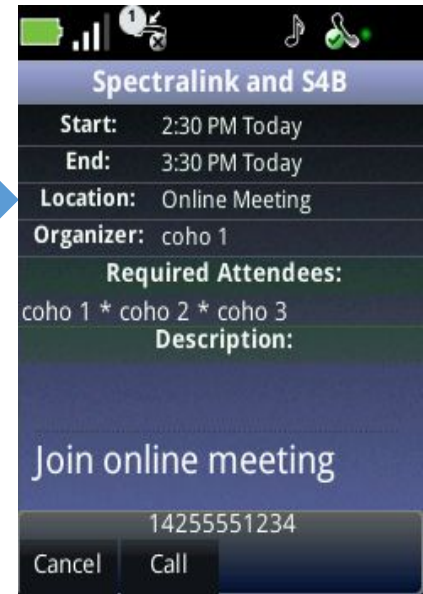 1
Spectralink and S4B
Start: 2:30 PM Today
End: 3:30 PM Today
Location: Online Meeting
Organizer: coho 1
Required Attendees:
coho 1 * coho 2 * coho 3
Description:
Join online meeting
14255551234
Cancel Call